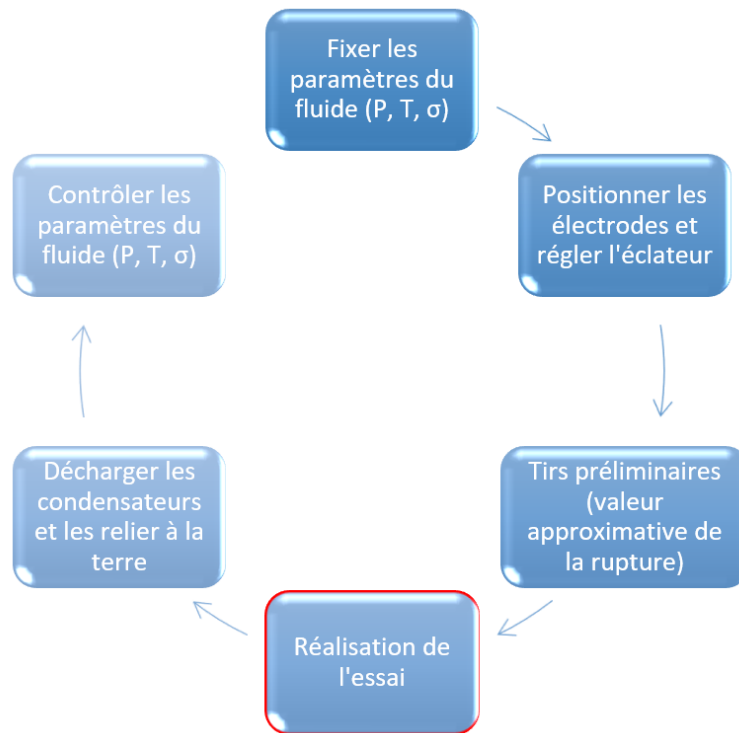 Fixer les
paramètres du
fluide (P, T, σ)
Positionner les
électrodes et
régler l'éclateur
Tirs préliminaires
(valeur
approximative de
la rupture)
Réalisation de
l'essai
Décharger les
condensateurs
et les relier à la
terre
Contrôler les
paramètres du
fluide (P, T, σ)